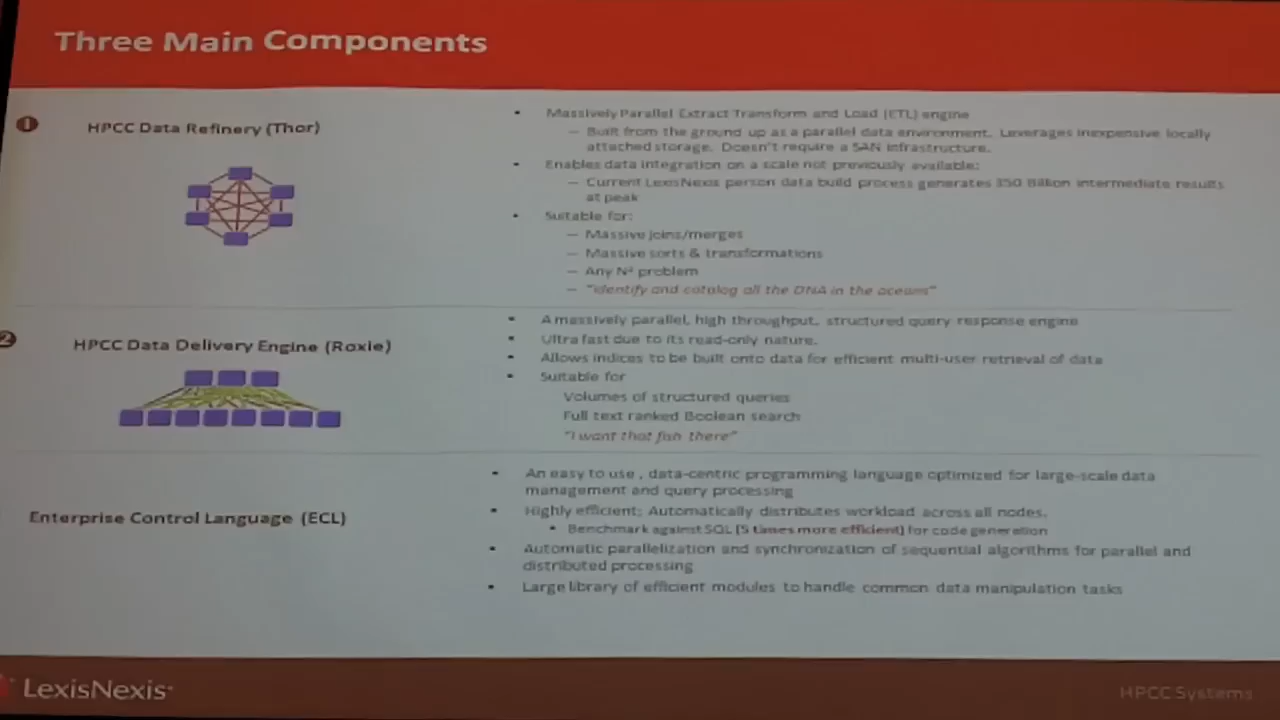 Three Main Components
1
HPCC Data Refinery (Thor)
• Massively Parallel Extract Transform and Load (ETL) engine
– Built from the ground up as a parallel data environment. Leverages inexpensive locally
attached storage. Doesn't require a SAN infrastructure.
• Enables data integration on a scale not previously available:
– Current LexisNexis person data build process generates 350 Billion intermediate results
at peak
• Suitable for:
– Massive joins/merges
– Massive sorts & transformations
– Any N² problem
– "identify and catalog all the DNA in the oceans"
2
HPCC Data Delivery Engine (Roxie)
• A massively parallel, high throughput, structured query response engine
• Ultra fast due to its read-only nature.
• Allows indices to be built onto data for efficient multi-user retrieval of data
• Suitable for
Volumes of structured queries
Full text ranked Boolean search
"I want that fish there"
Enterprise Control Language (ECL)
• An easy to use , data-centric programming language optimized for large-scale data
management and query processing
• Highly efficient; Automatically distributes workload across all nodes.
• Benchmark against SQL (5 times more efficient) for code generation
• Automatic parallelization and synchronization of sequential algorithms for parallel and
distributed processing
• Large library of efficient modules to handle common data manipulation tasks
LexisNexis
HPCC Systems